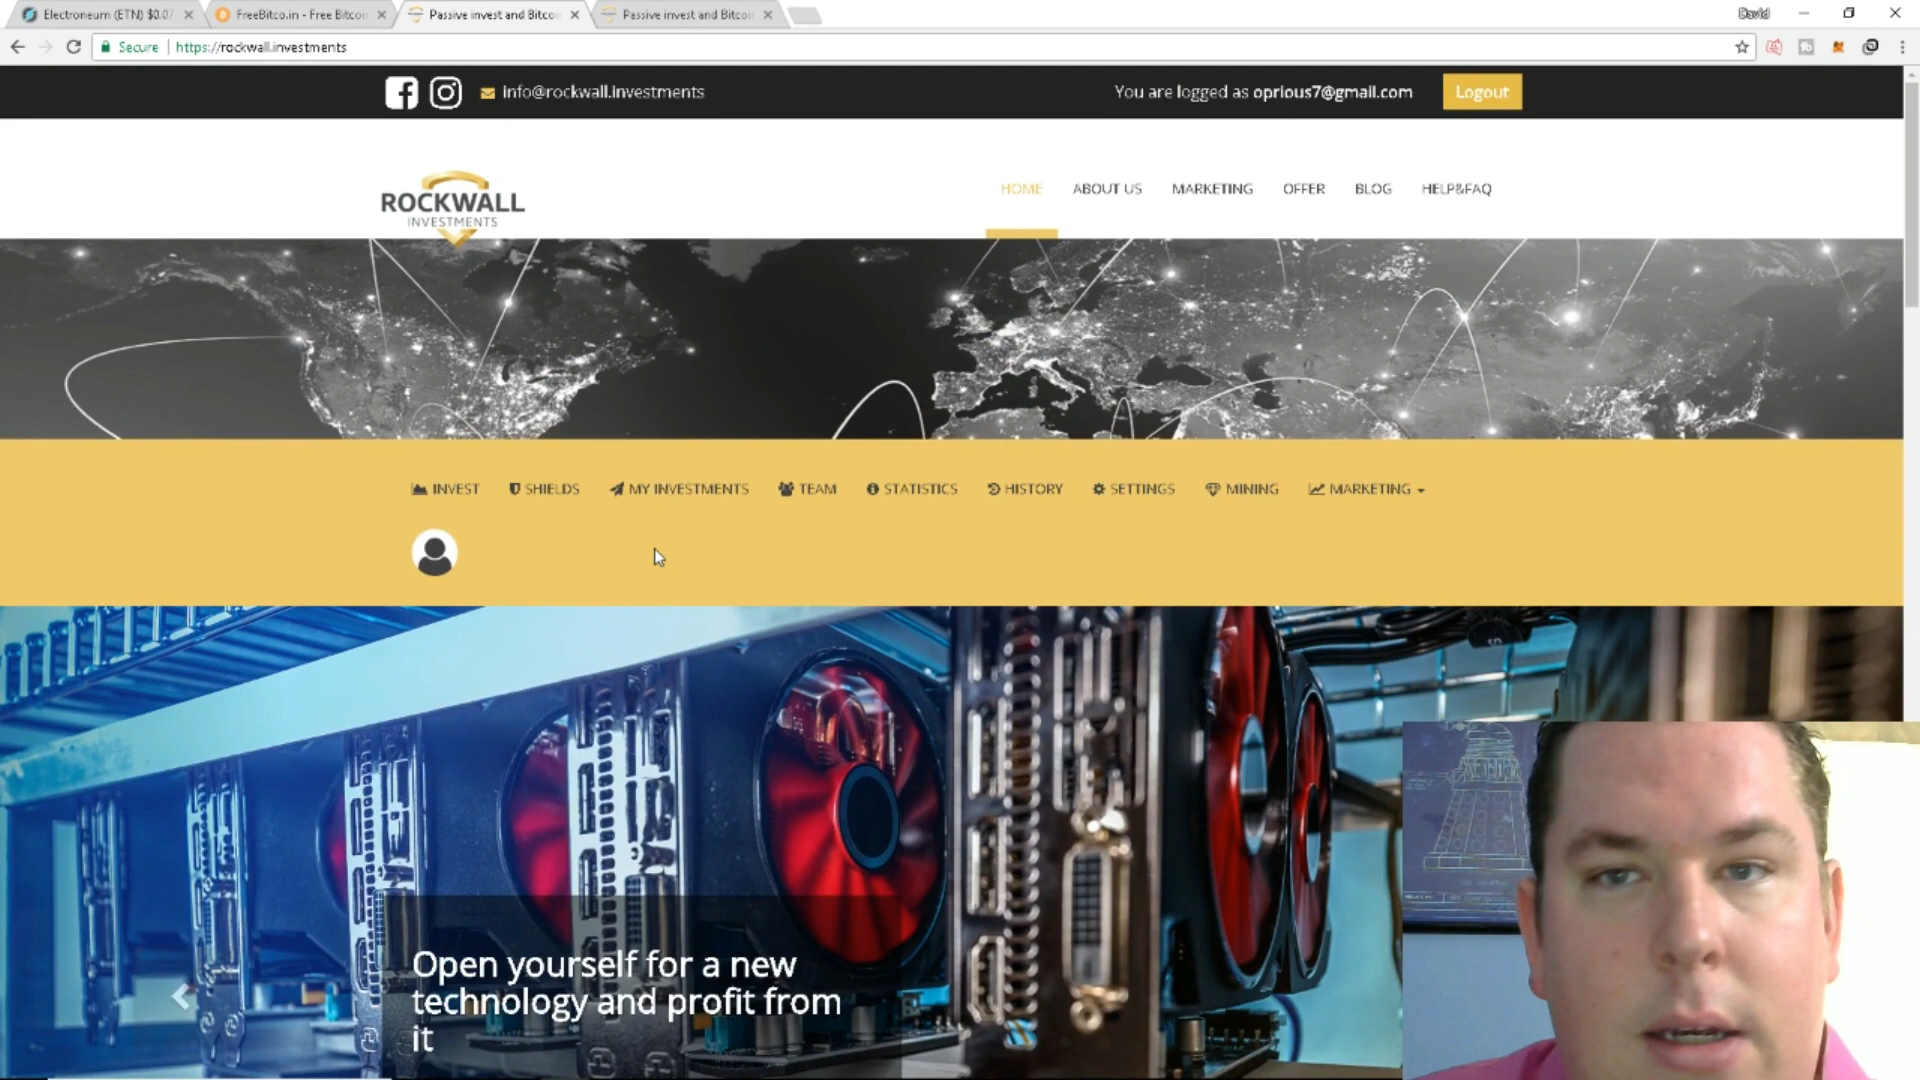 Electroneum (ETN) $0.07
FreeBitco.in - Free Bitcoin
Passive invest and Bitcoi
Passive invest and Bitcoin
David
Secure
https://rockwall.investments
info@rockwall.investments
You are logged as oprious7@gmail.com
Logout
ROCKWALL
INVESTMENTS
HOME
ABOUT US
MARKETING
OFFER
BLOG
HELP&FAQ
INVEST
SHIELDS
MY INVESTMENTS
TEAM
STATISTICS
HISTORY
SETTINGS
MINING
MARKETING
Open yourself for a new
technology and profit from
it